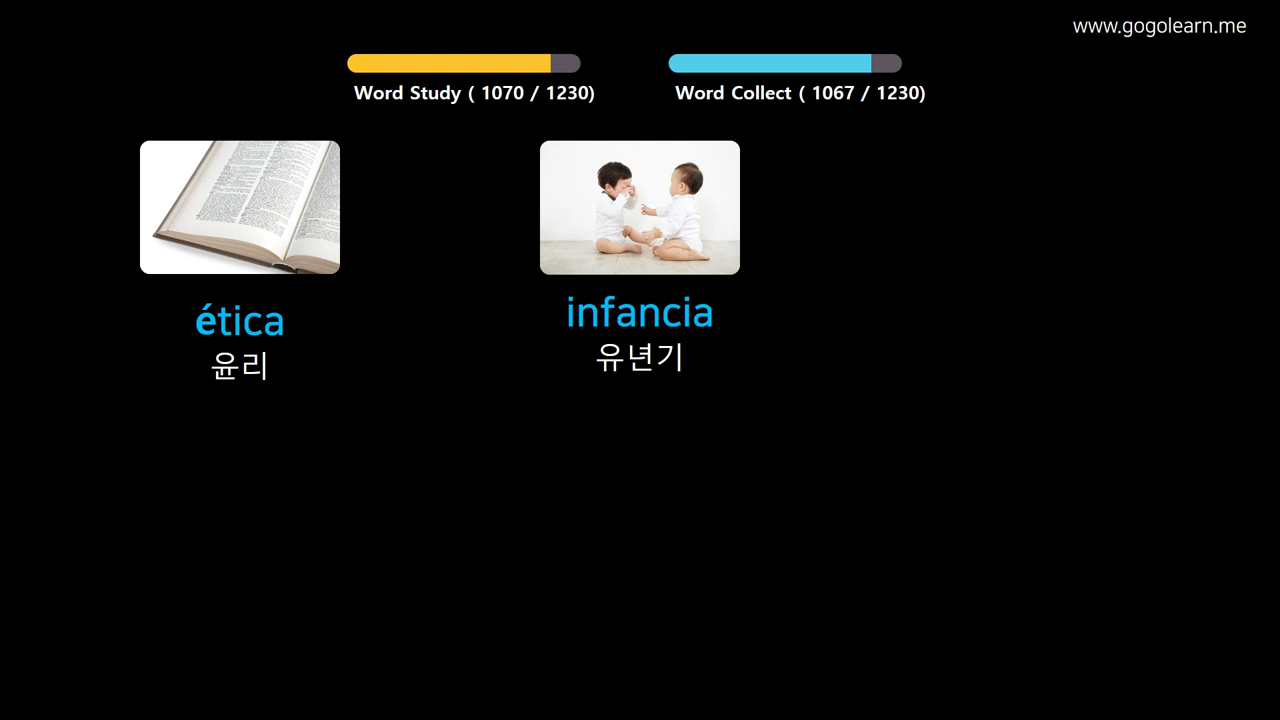 www.gogolearn.me
Word Study ( 1070 / 1230)
Word Collect ( 1067 / 1230)
ética
윤리
infancia
유년기